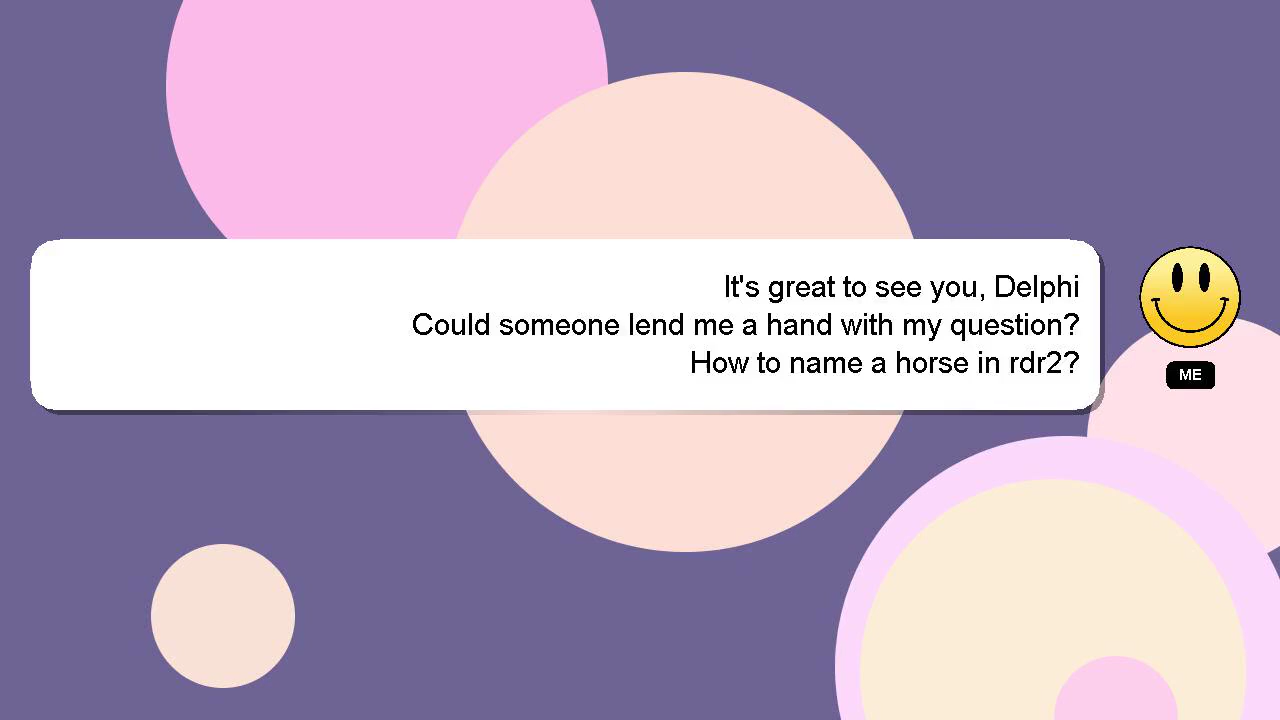 It's great to see you, Delphi
Could someone lend me a hand with my question?
How to name a horse in rdr2?
ME